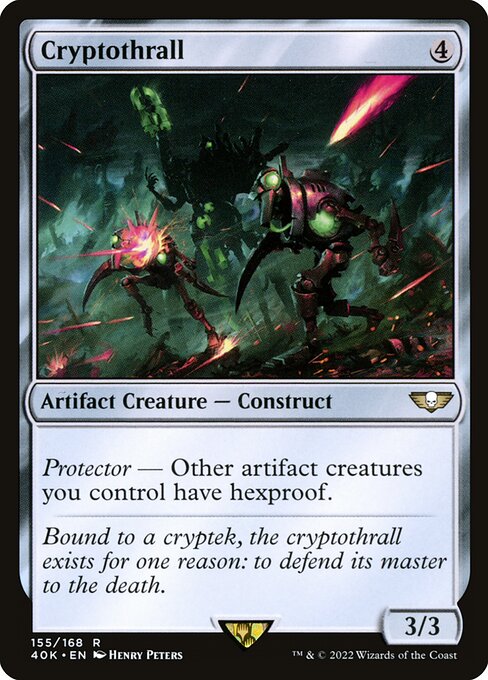 Cryptothrall 4
Artifact Creature — Construct
Protector — Other artifact creatures
you control have hexproof.
Bound to a cryptek, the cryptothrall
exists for one reason: to defend its master
to the death.
3/3
155/168 R
40K • EN Henry Peters
™ & © 2022 Wizards of the Coast